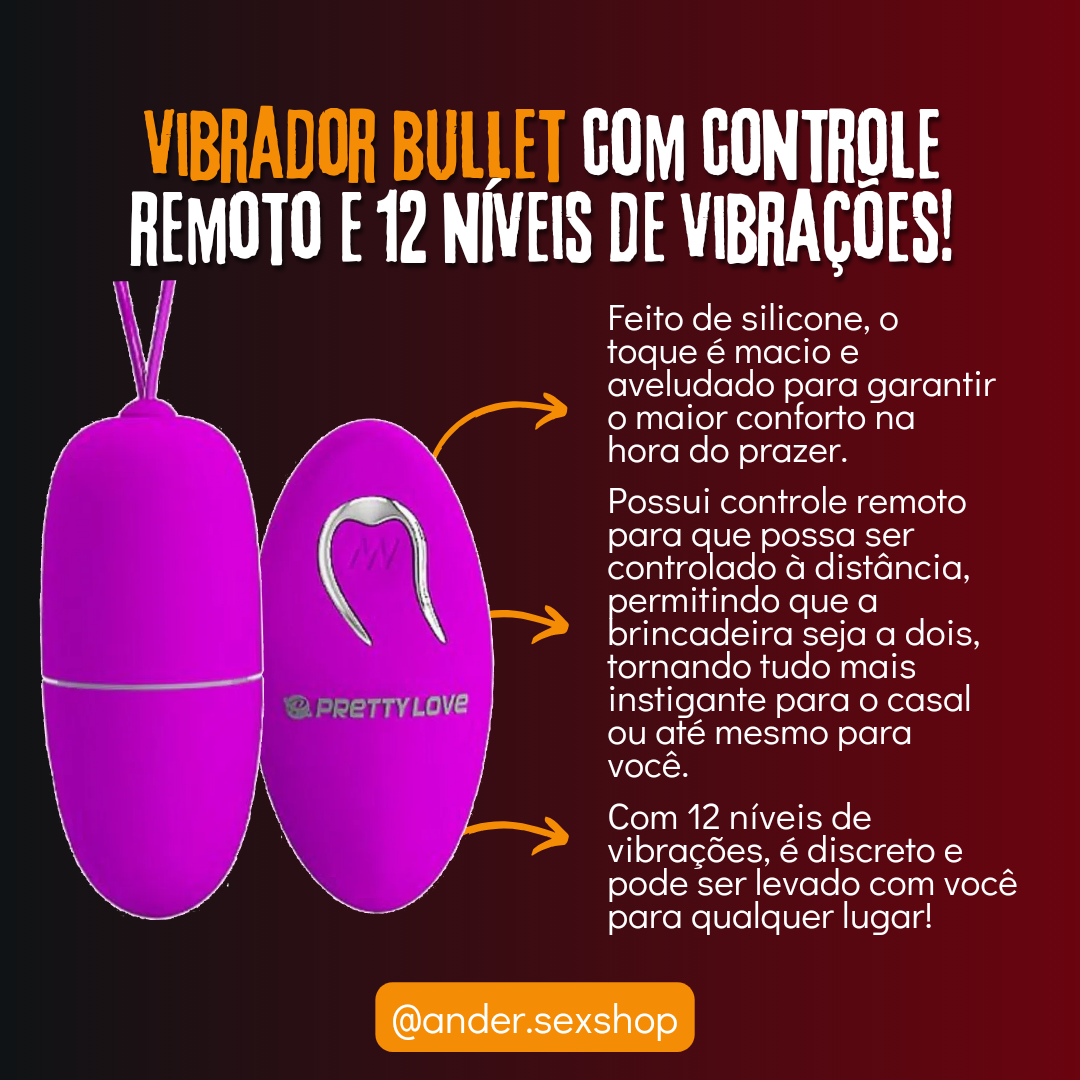 VIBRADOR BULLET COM CONTROLE
REMOTO E 12 NÍVEIS DE VIBRAÇÕES!
Feito de silicone, o
toque é macio e
aveludado para garantir
o maior conforto na
hora do prazer.
Possui controle remoto
para que possa ser
controlado à distância,
permitindo que a
brincadeira seja a dois,
tornando tudo mais
instigante para o casal
ou até mesmo para
você.
Com 12 níveis de
vibrações, é discreto e
pode ser levado com você
para qualquer lugar!
PRETTY LOVE
@ander.sexshop